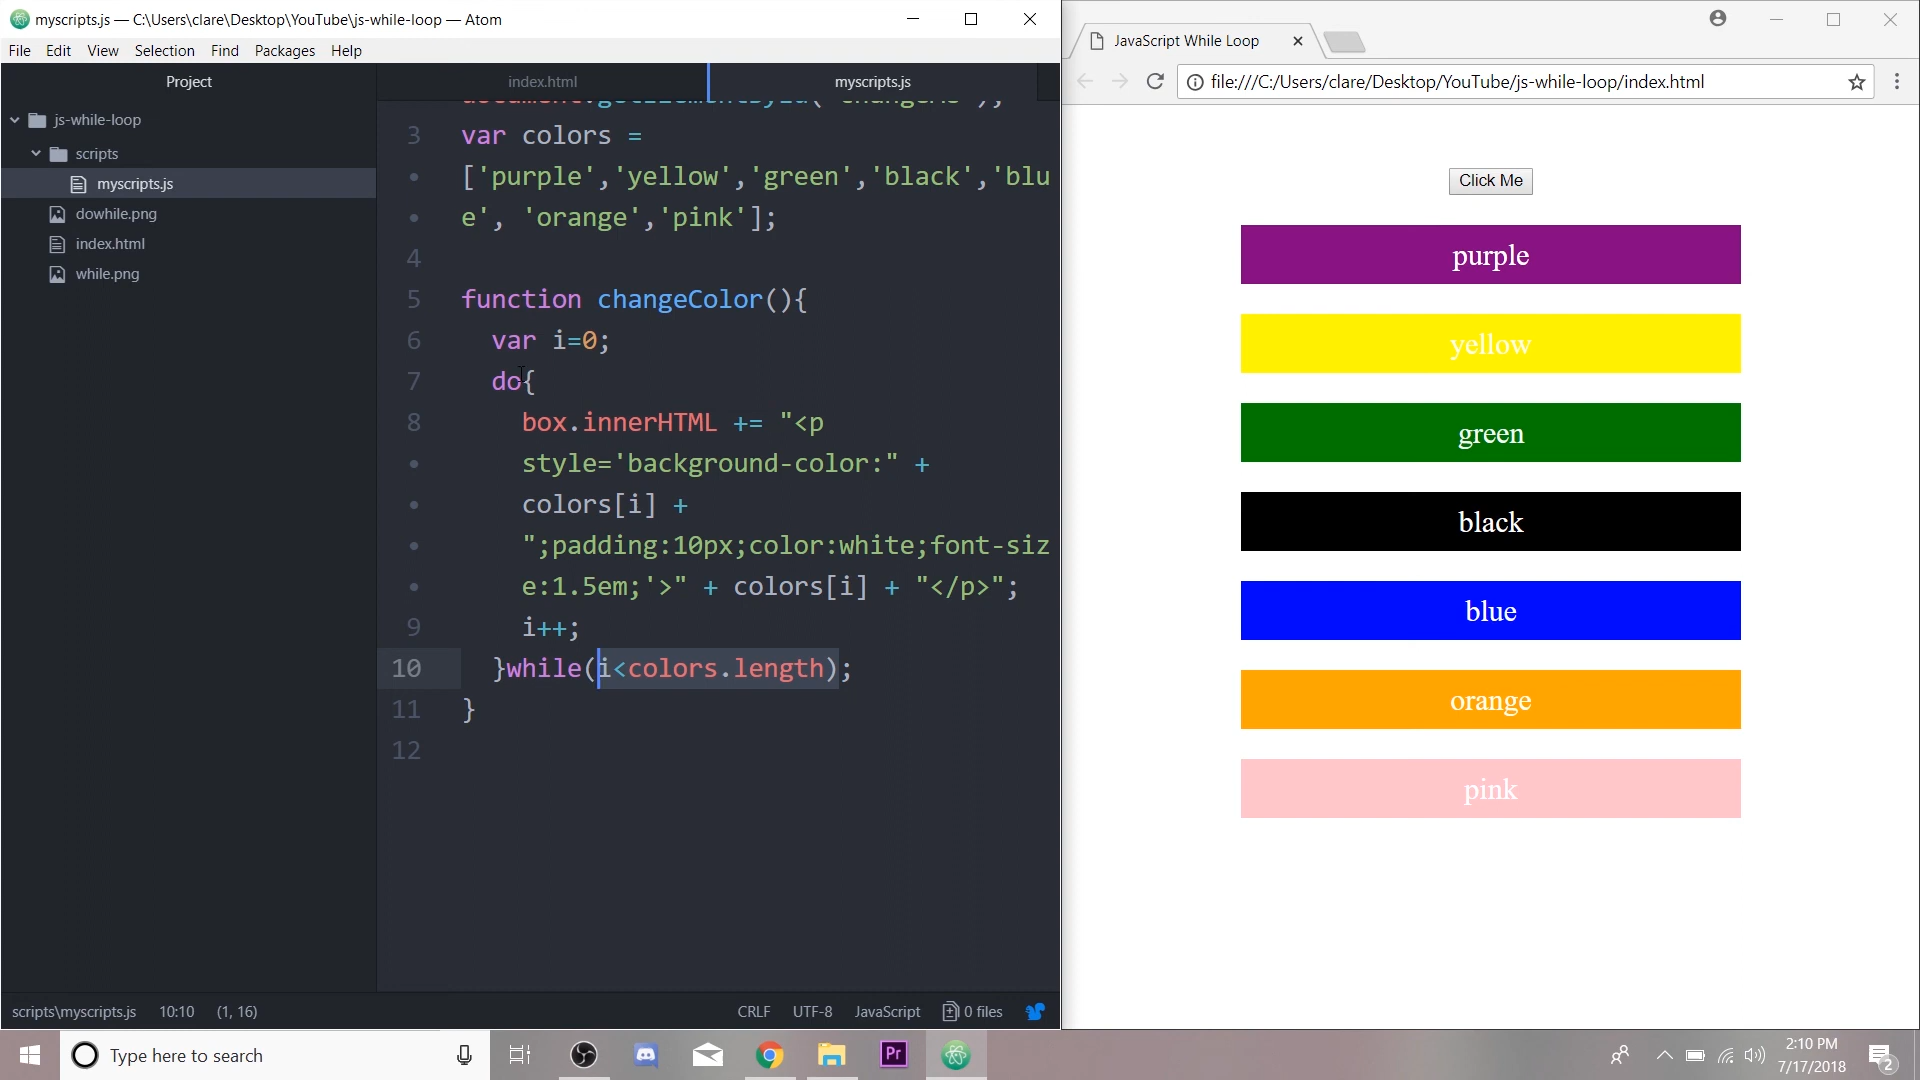 myscripts.js — C:\Users\clare\Desktop\YouTube\js-while-loop — Atom
File Edit View Selection Find Packages Help
Project
js-while-loop
scripts
myscripts.js
dowhile.png
index.html
while.png
index.html
myscripts.js
3 var colors =
• ['purple','yellow','green','black','blu
• e', 'orange','pink'];
4
5 function changeColor(){
6 var i=0;
7 do{
8 box.innerHTML += "<p
• style='background-color:" +
• colors[i] +
• ";padding:10px;color:white;font-siz
• e:1.5em;'>" + colors[i] + "</p>";
9 i++;
10 }while(i<colors.length);
11 }
12
scripts\myscripts.js 10:10 (1, 16)
CRLF UTF-8 JavaScript 0 files
JavaScript While Loop
file:///C:/Users/clare/Desktop/YouTube/js-while-loop/index.html
Click Me
purple
yellow
green
black
blue
orange
pink
Type here to search
Pr
2:10 PM
7/17/2018
2